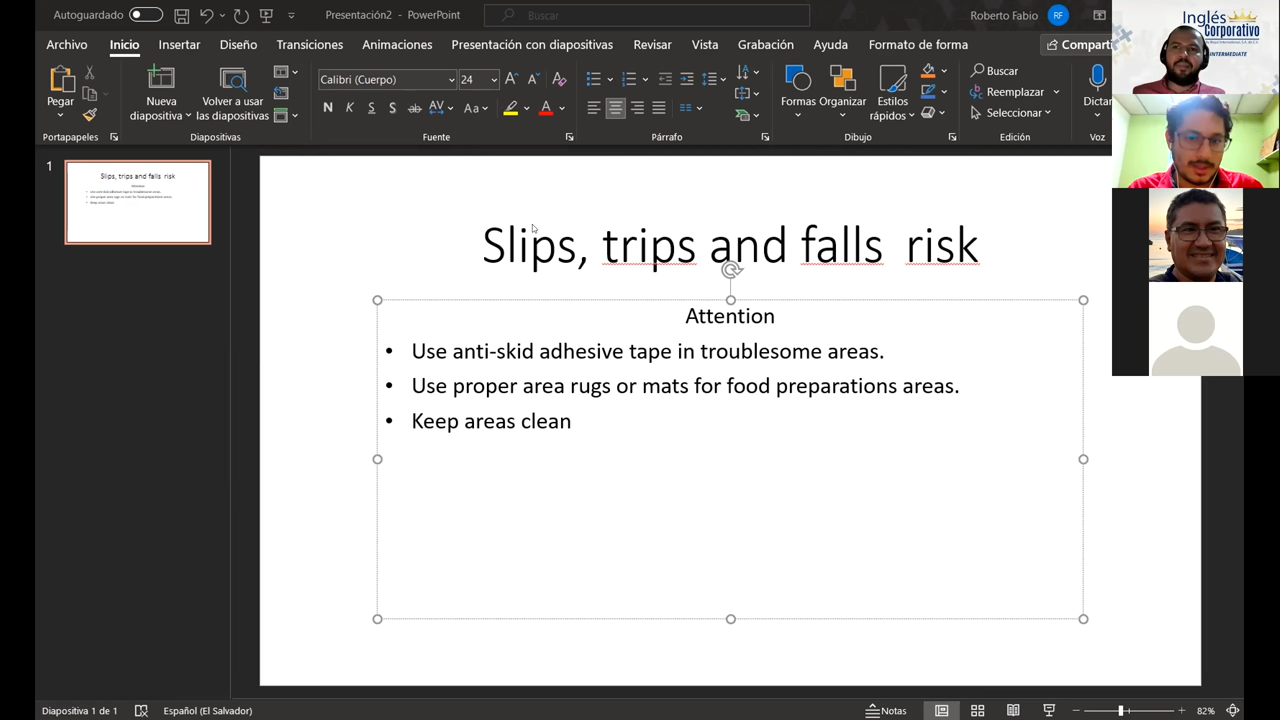 Autoguardado
Presentación2 - PowerPoint
Buscar
Roberto Fabio
RF
Archivo
Inicio
Insertar
Diseño
Transiciones
Animaciones
Presentación con diapositivas
Revisar
Vista
Grabación
Ayuda
Formato de forma
Inglés
Corporativo
INTERMEDIATE
Pegar
Nueva
diapositiva
Volver a usar
las diapositivas
Calibri (Cuerpo)
24
N K S S ab AV Aa A
Formas
Organizar
Estilos
rápidos
Buscar
Reemplazar
Seleccionar
Portapapeles
Diapositivas
Fuente
Párrafo
Dibujo
Edición
Voz
1
Slips, trips and falls risk
Attention
Use anti-skid adhesive tape in troublesome areas.
Use proper area rugs or mats for food preparations areas.
Keep areas clean
Slips, trips and falls risk
Attention
• Use anti-skid adhesive tape in troublesome areas.
• Use proper area rugs or mats for food preparations areas.
• Keep areas clean
Diapositiva 1 de 1
Español (El Salvador)
Notas
82%